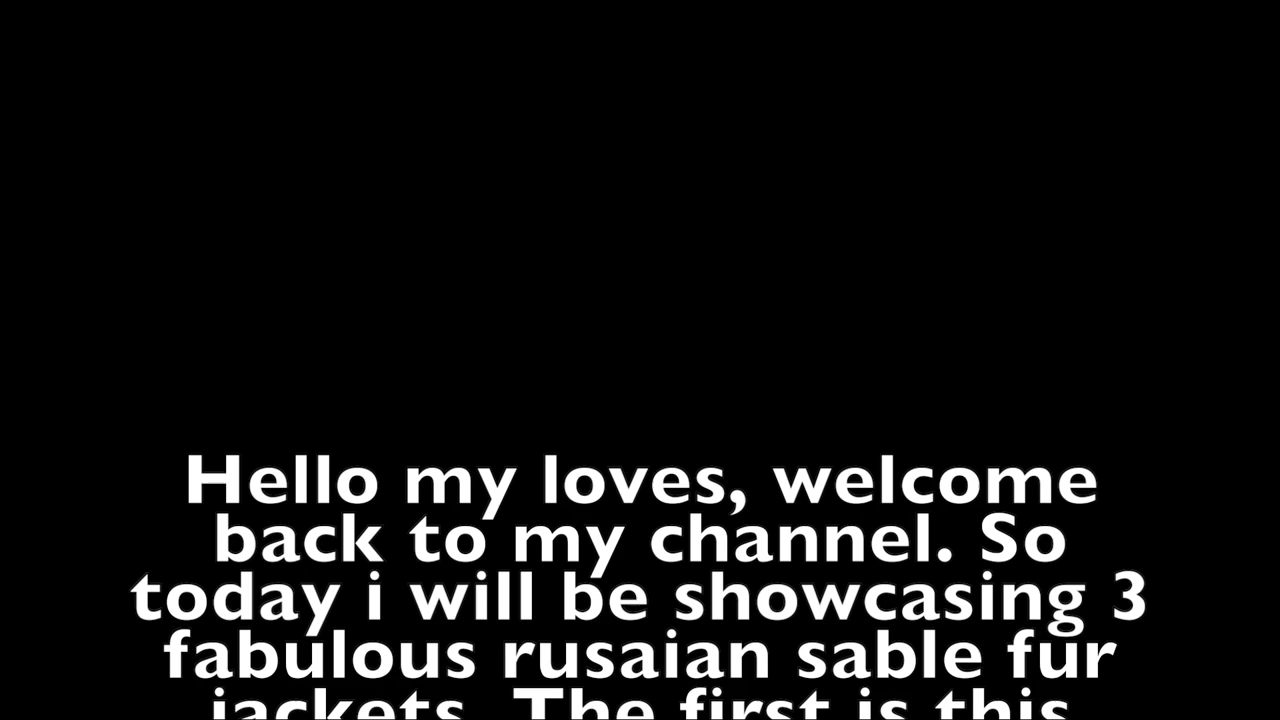 Hello my loves, welcome
back to my channel. So
today i will be showcasing 3
fabulous rusaian sable fur
jackets. The first is this